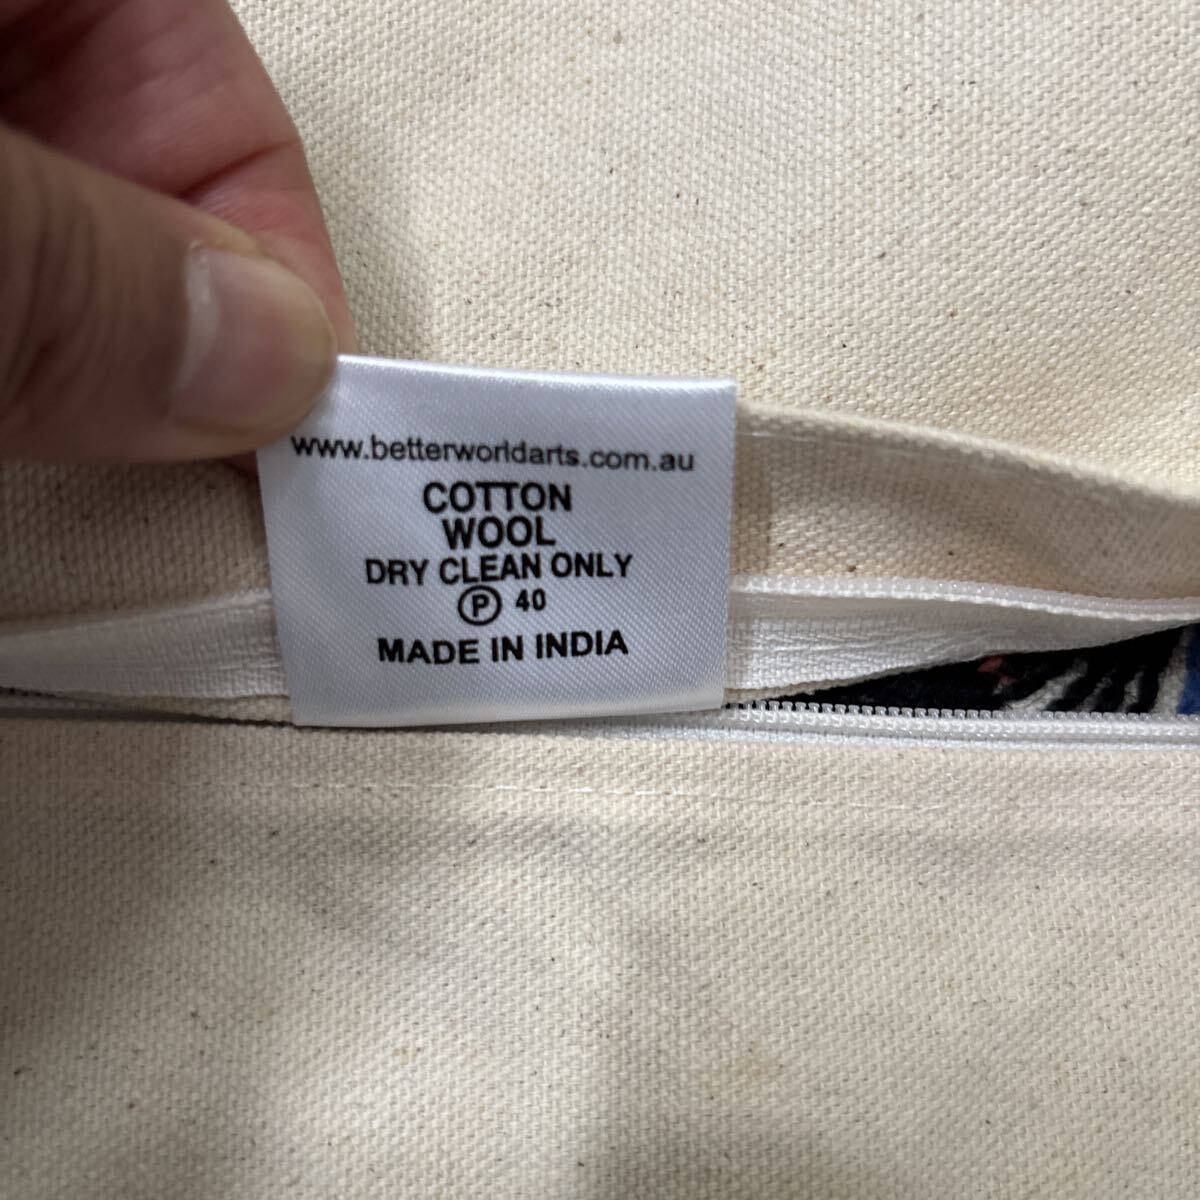 www.betterworldarts.com.au
COTTON
WOOL
DRY CLEAN ONLY
Ⓟ 40
MADE IN INDIA